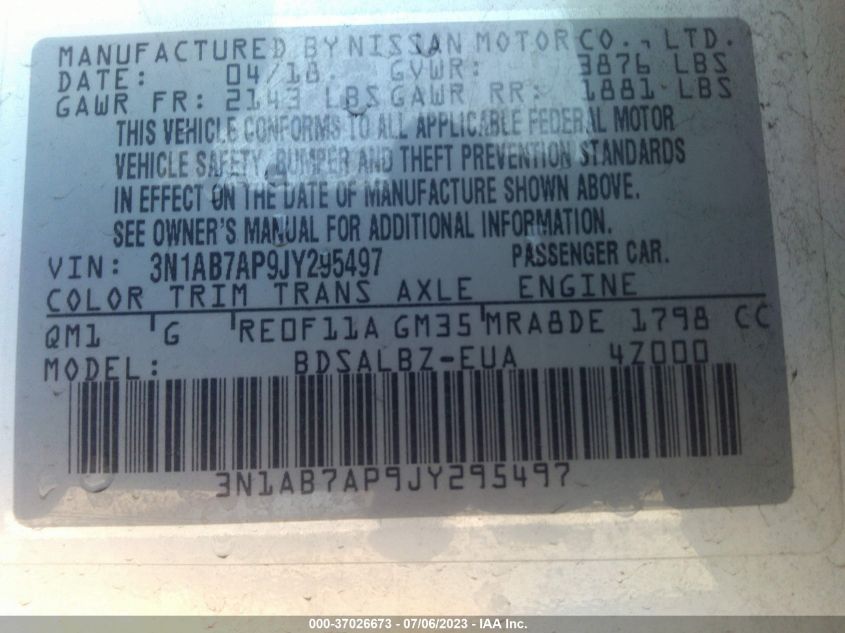 MANUFACTURED BY NISSAN MOTOR CO., LTD.
DATE: 04/18 GVWR: 3876 LBS
GAWR FR: 2143 LBS GAWR RR: 1881 LBS
THIS VEHICLE CONFORMS TO ALL APPLICABLE FEDERAL MOTOR
VEHICLE SAFETY, BUMPER AND THEFT PREVENTION STANDARDS
IN EFFECT ON THE DATE OF MANUFACTURE SHOWN ABOVE.
SEE OWNER'S MANUAL FOR ADDITIONAL INFORMATION.
VIN: 3N1AB7AP9JY295497 PASSENGER CAR.
COLOR TRIM TRANS AXLE ENGINE
QM1 G RE0F11A GM35 MRA8DE 1798 CC
MODEL: BDSALBZ-EUA 4Z000
3N1AB7AP9JY295497
000-37026673 - 07/06/2023 - IAA Inc.